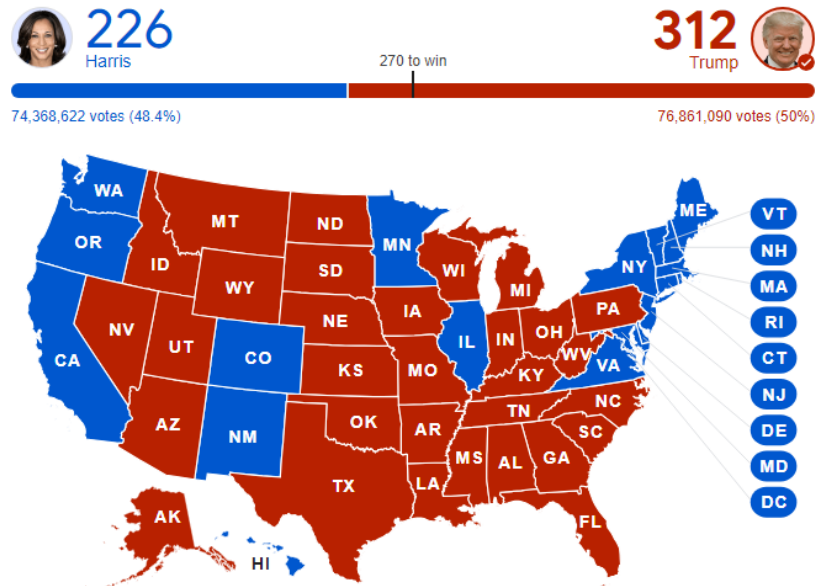 226
Harris
312
Trump
270 to win
74,368,622 votes (48.4%)
76,861,090 votes (50%)
WA
MT
ND
MN
ME
VT
OR
ID
SD
WI
NY
NH
WY
MI
MA
NV
NE
IA
PA
RI
CA
UT
CO
IL
IN
OH
WV
VA
CT
KS
MO
KY
NJ
AZ
NM
OK
AR
TN
NC
DE
SC
MS
AL
GA
MD
TX
LA
DC
AK
FL
HI